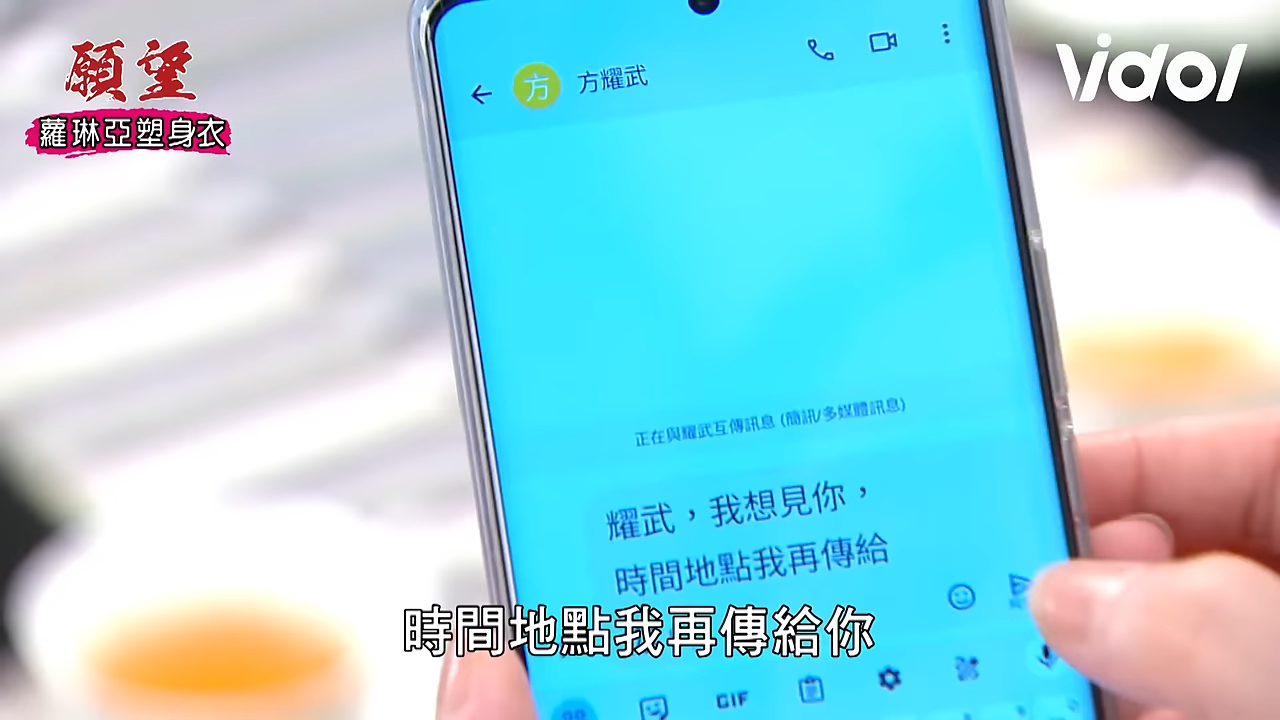 願望
蘿琳亞塑身衣
Vidol
方
方耀武
正在與耀武互傳訊息 (簡訊/多媒體訊息)
耀武，我想見你，
時間地點我再傳給
時間地點我再傳給你
GIF